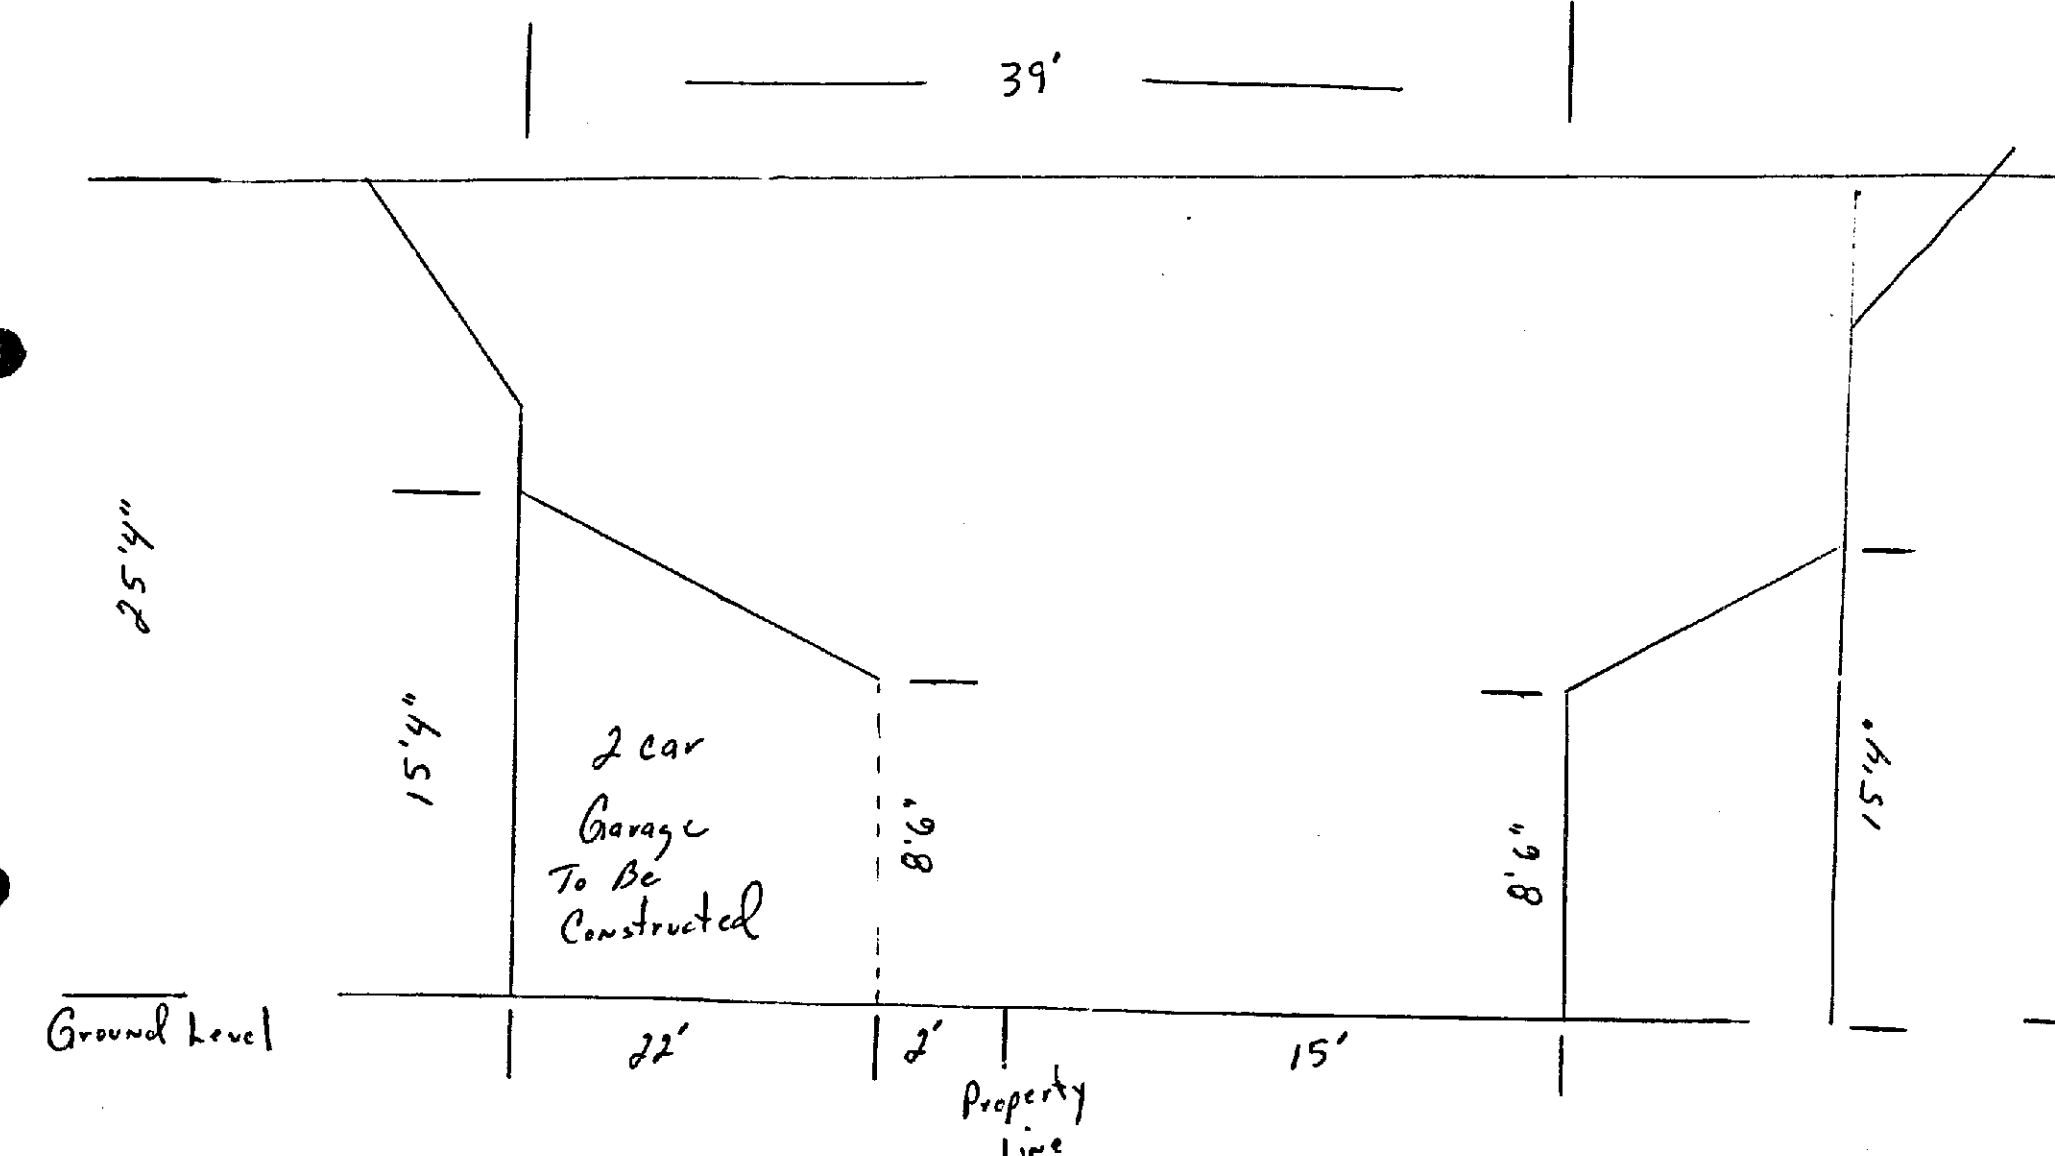 39'
25'4"
15'4"
2 car
Garage
To Be
Constructed
8'6"
8'6"
15'4"
Ground Level
22'
2'
15'
Property
Line